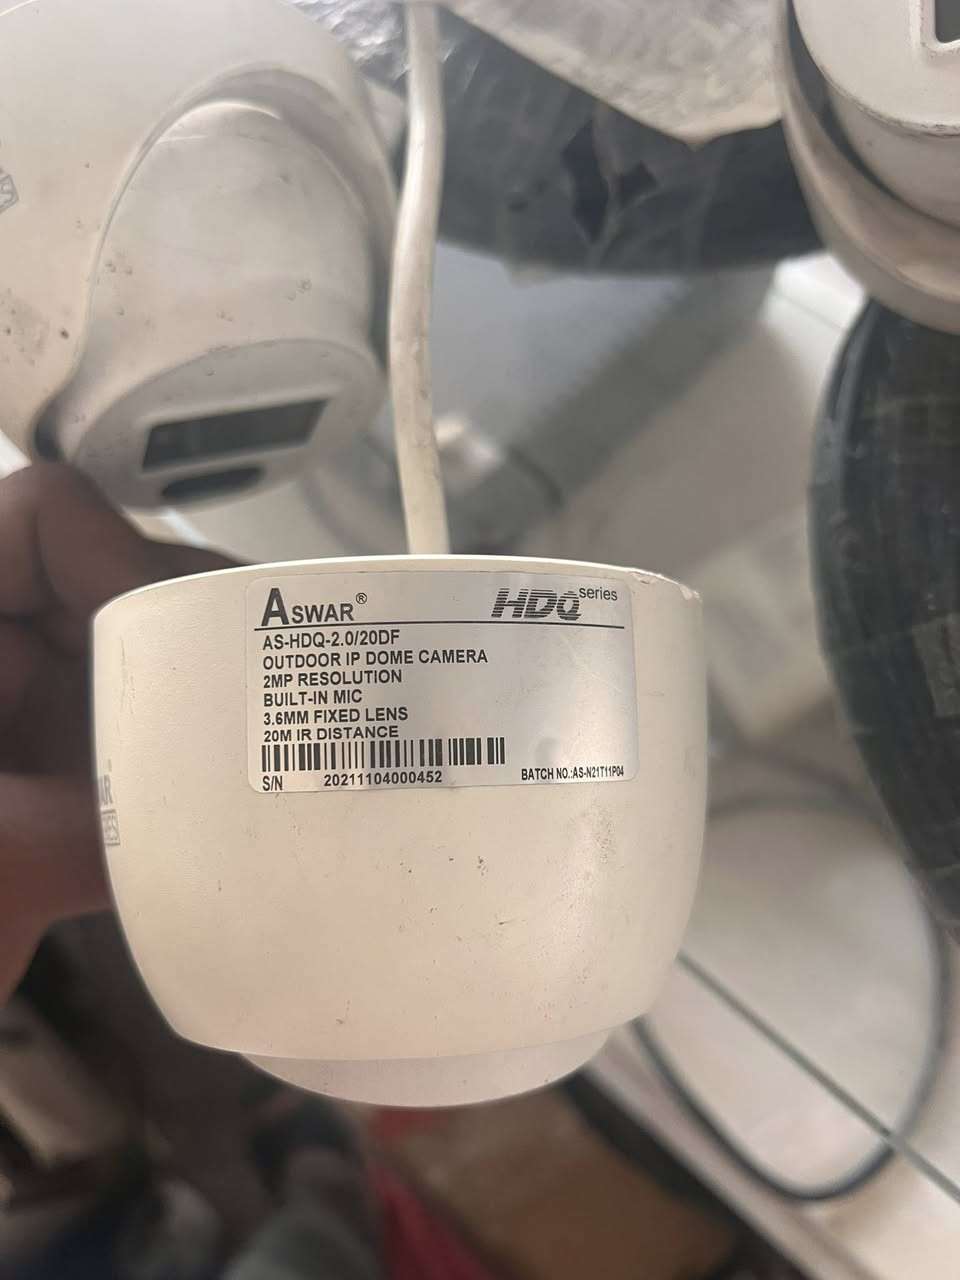 ASWAR® HDQ series
AS-HDQ-2.0/20DF
OUTDOOR IP DOME CAMERA
2MP RESOLUTION
BUILT-IN MIC
3.6MM FIXED LENS
20M IR DISTANCE
S/N 20211104000452 BATCH NO.:AS-N21T11P04